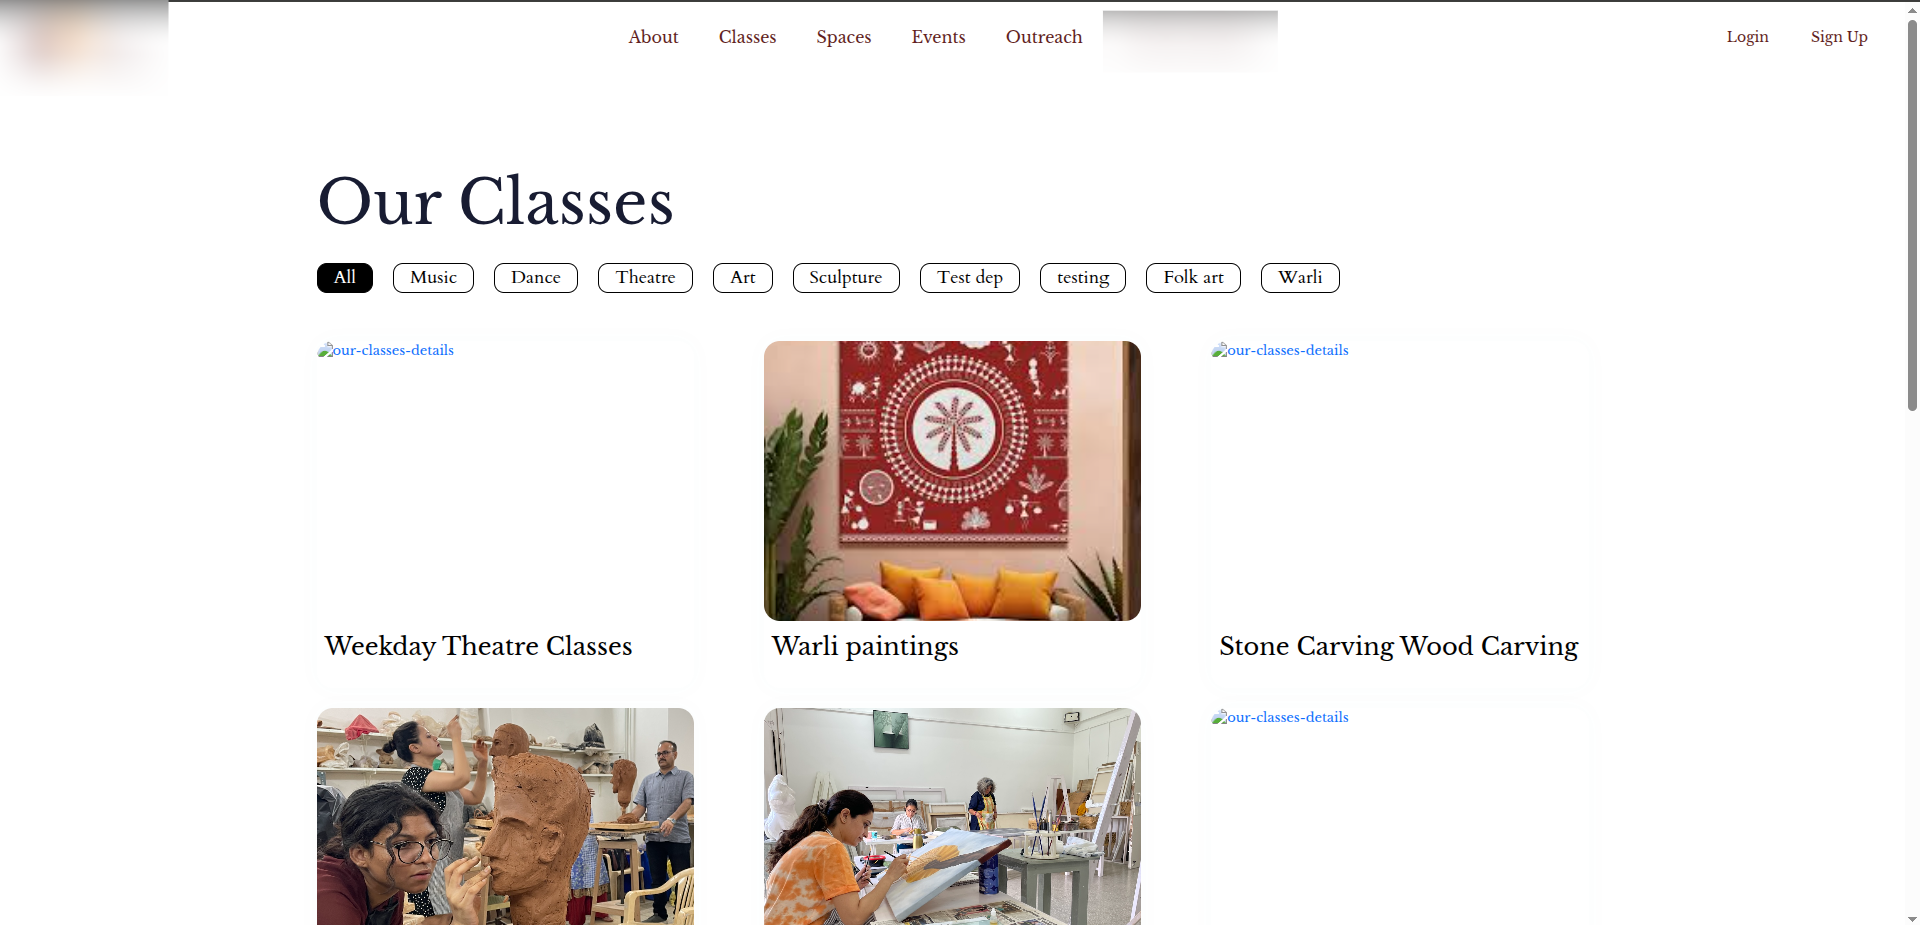 About Classes Spaces Events Outreach
Login Sign Up
Our Classes
All Music Dance Theatre Art Sculpture Test dep testing Folk art Warli
our-classes-details
our-classes-details
Weekday Theatre Classes
Warli paintings
Stone Carving Wood Carving
our-classes-details